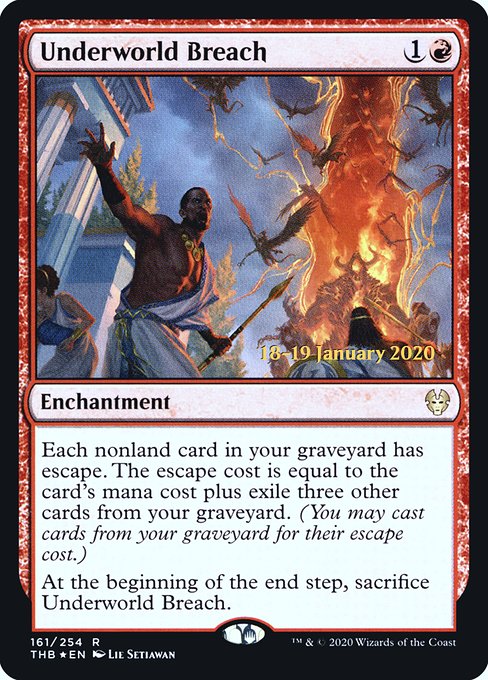 Underworld Breach 1
18–19 January 2020
Enchantment
Each nonland card in your graveyard has
escape. The escape cost is equal to the
card's mana cost plus exile three other
cards from your graveyard. (You may cast
cards from your graveyard for their escape
cost.)
At the beginning of the end step, sacrifice
Underworld Breach.
161/254 R
THB ★ EN Lie Setiawan
™ & © 2020 Wizards of the Coast